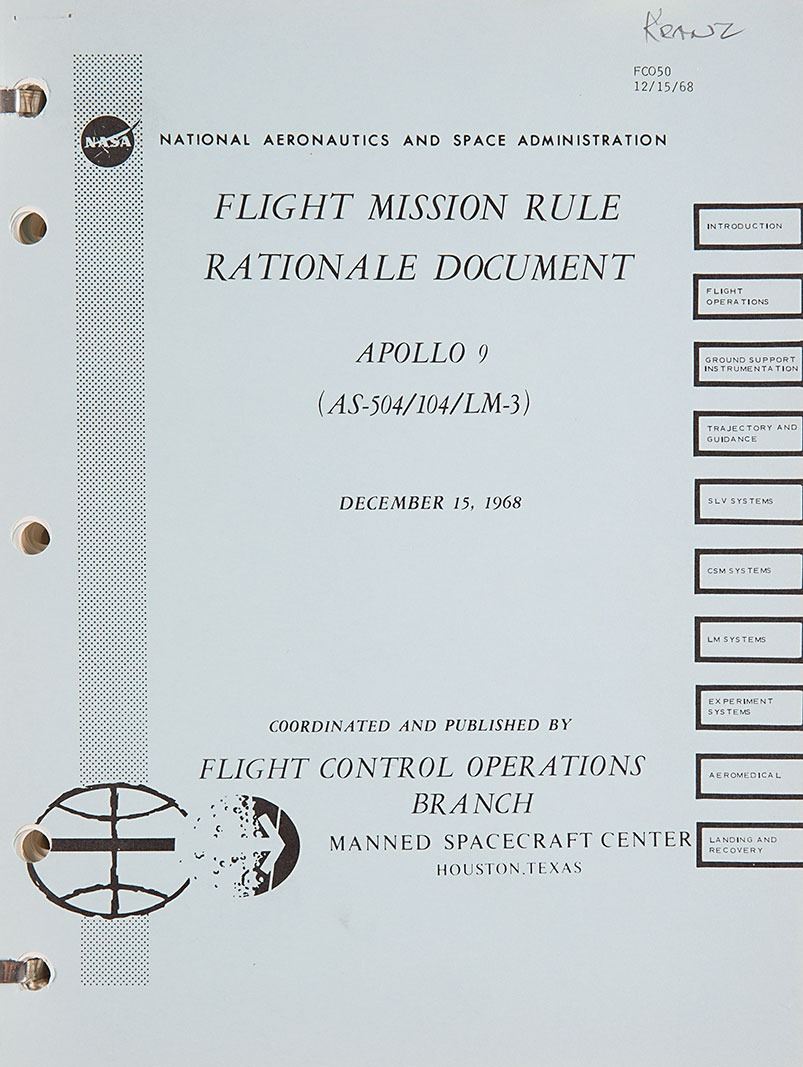 Kranz
FCO50
12/15/68
NASA
NATIONAL AERONAUTICS AND SPACE ADMINISTRATION
FLIGHT MISSION RULE
RATIONALE DOCUMENT
APOLLO 9
(AS-504/104/LM-3)
DECEMBER 15, 1968
COORDINATED AND PUBLISHED BY
FLIGHT CONTROL OPERATIONS
BRANCH
MANNED SPACECRAFT CENTER
HOUSTON,TEXAS
INTRODUCTION
FLIGHT
OPERATIONS
GROUND SUPPORT
INSTRUMENTATION
TRAJECTORY AND
GUIDANCE
SLV SYSTEMS
CSM SYSTEMS
LM SYSTEMS
EXPERIMENT
SYSTEMS
AEROMEDICAL
LANDING AND
RECOVERY